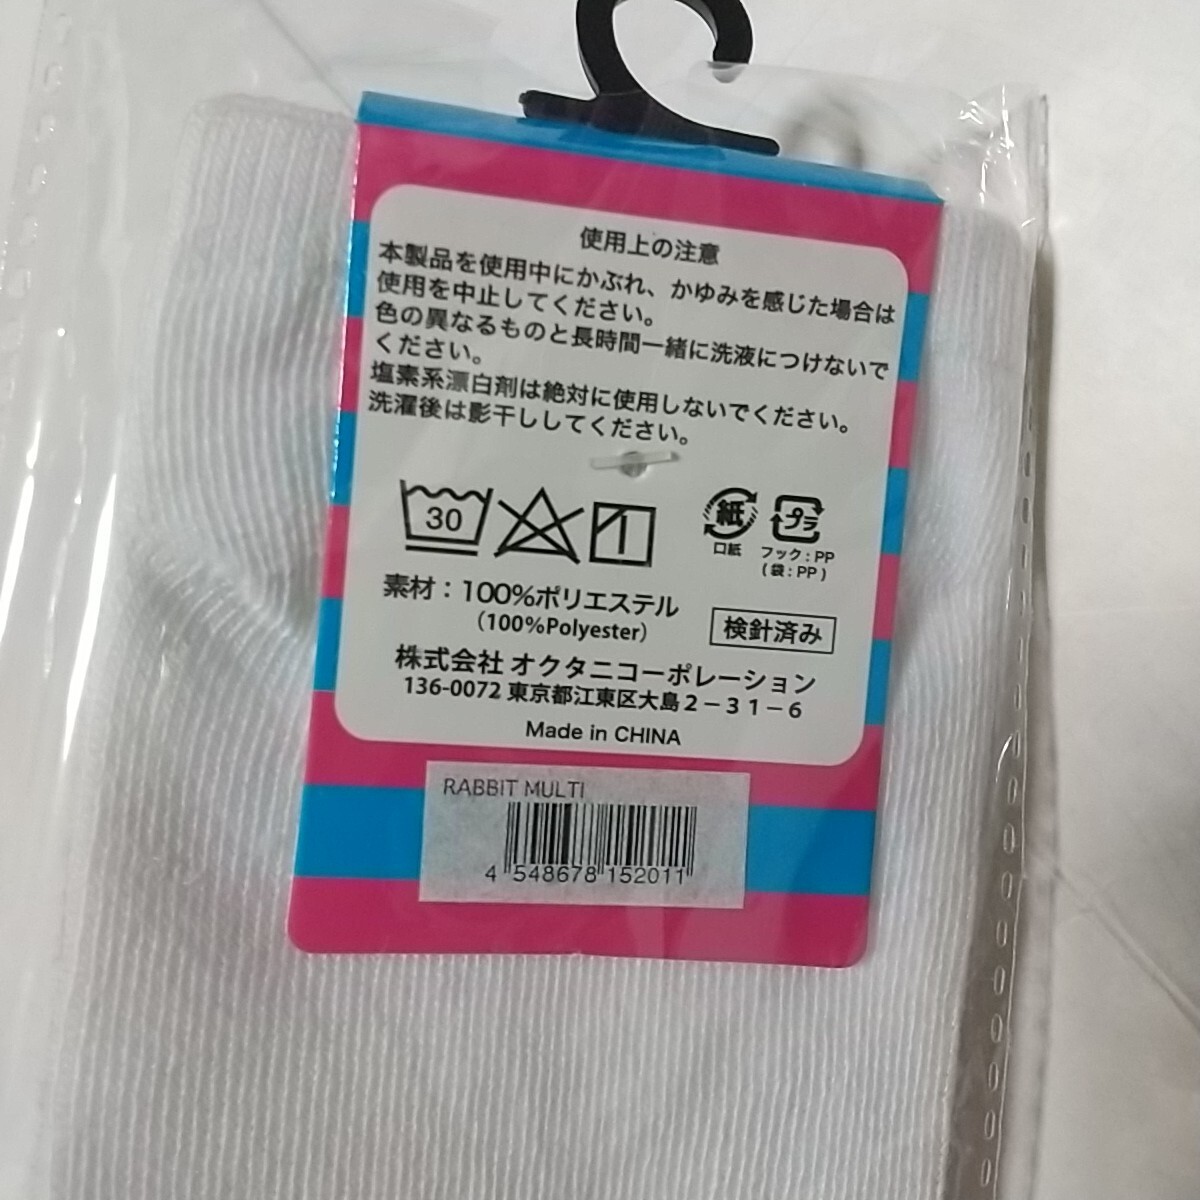 使用上の注意
本製品を使用中にかぶれ、かゆみを感じた場合は
使用を中止してください。
色の異なるものと長時間一緒に洗液につけないで
ください。
塩素系漂白剤は絶対に使用しないでください。
洗濯後は影干ししてください。
30
紙
プラ
口紙
フック：PP
(袋：PP)
素材：100%ポリエステル
(100%Polyester)
検針済み
株式会社 オクタニコーポレーション
136-0072 東京都江東区大島２－３１－６
Made in CHINA
RABBIT MULTI
4 548678 152011